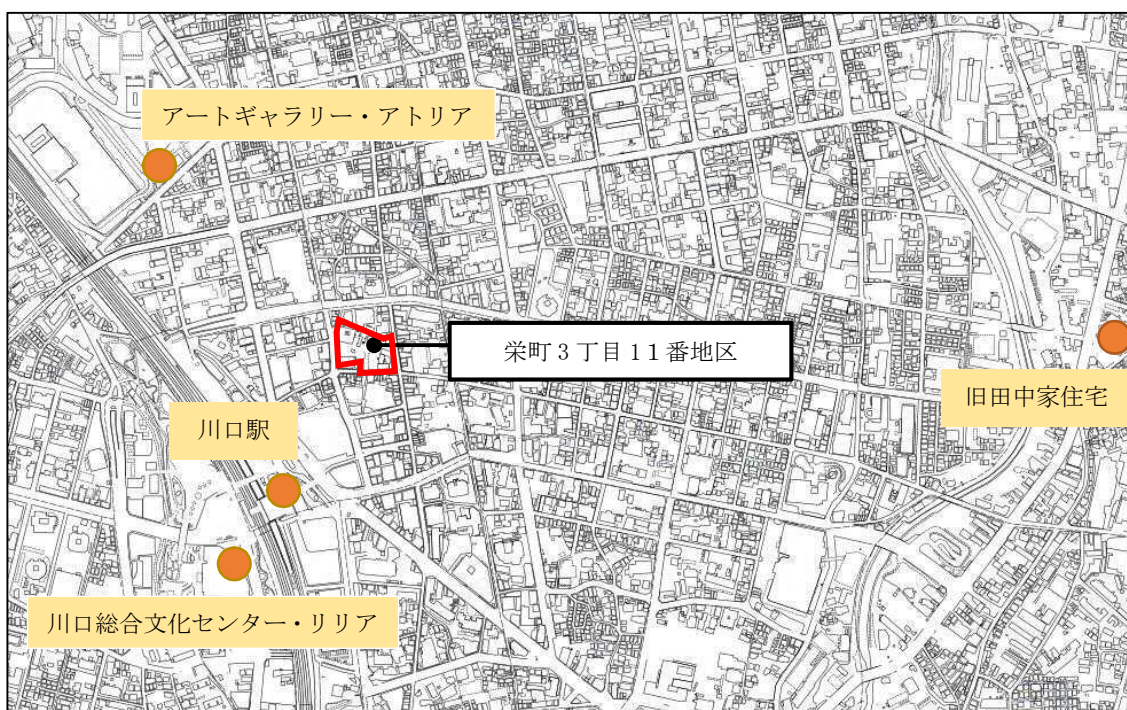 アートギャラリー・アトリア
栄町3丁目11番地区
旧田中家住宅
川口駅
川口総合文化センター・リリア